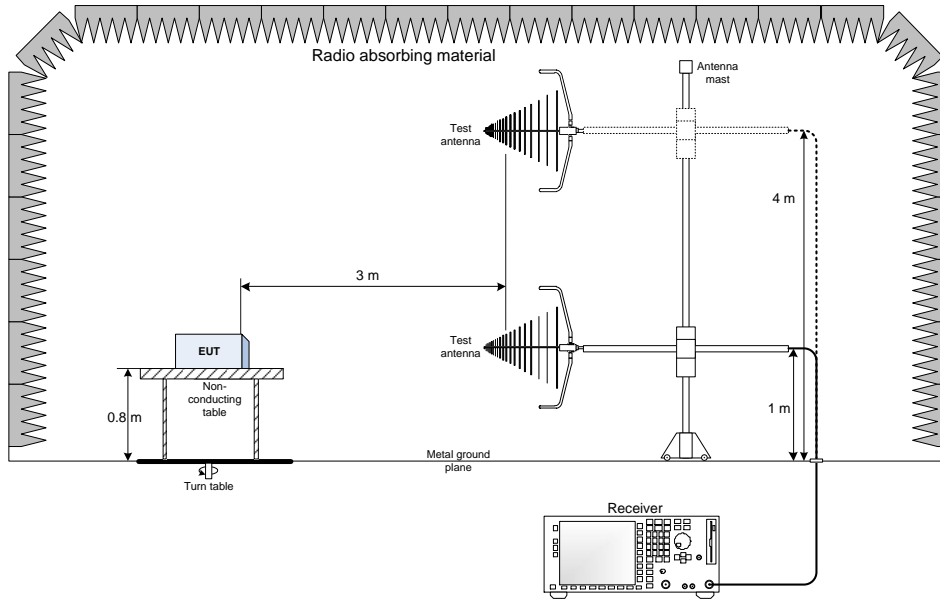 Radio absorbing material
Antenna
mast
Test
antenna
4 m
3 m
Test
antenna
EUT
Non-
conducting
table
0.8 m
1 m
Metal ground
plane
Turn table
Receiver